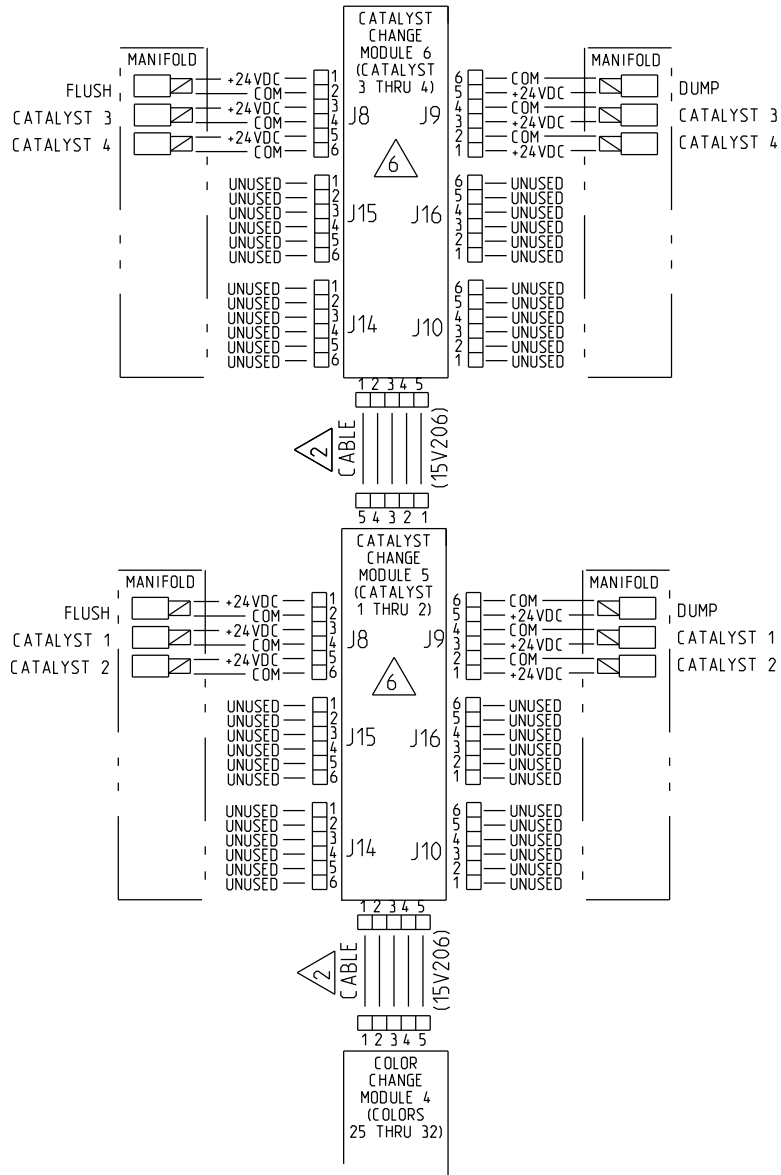 CATALYST
CHANGE
MODULE 6
(CATALYST
3 THRU 4)
MANIFOLD
FLUSH
CATALYST 3
CATALYST 4
+24VDC 1
COM 2
+24VDC 3
COM 4
+24VDC 5
COM 6
J8
J9
6 COM
5 +24VDC
4 COM
3 +24VDC
2 COM
1 +24VDC
MANIFOLD
DUMP
CATALYST 3
CATALYST 4
6
UNUSED 1
UNUSED 2
UNUSED 3
UNUSED 4
UNUSED 5
UNUSED 6
J15
J16
6 UNUSED
5 UNUSED
4 UNUSED
3 UNUSED
2 UNUSED
1 UNUSED
UNUSED 1
UNUSED 2
UNUSED 3
UNUSED 4
UNUSED 5
UNUSED 6
J14
J10
6 UNUSED
5 UNUSED
4 UNUSED
3 UNUSED
2 UNUSED
1 UNUSED
1 2 3 4 5
2
CABLE
(15V206)
5 4 3 2 1
CATALYST
CHANGE
MODULE 5
(CATALYST
1 THRU 2)
MANIFOLD
FLUSH
CATALYST 1
CATALYST 2
+24VDC 1
COM 2
+24VDC 3
COM 4
+24VDC 5
COM 6
J8
J9
6 COM
5 +24VDC
4 COM
3 +24VDC
2 COM
1 +24VDC
MANIFOLD
DUMP
CATALYST 1
CATALYST 2
6
UNUSED 1
UNUSED 2
UNUSED 3
UNUSED 4
UNUSED 5
UNUSED 6
J15
J16
6 UNUSED
5 UNUSED
4 UNUSED
3 UNUSED
2 UNUSED
1 UNUSED
UNUSED 1
UNUSED 2
UNUSED 3
UNUSED 4
UNUSED 5
UNUSED 6
J14
J10
6 UNUSED
5 UNUSED
4 UNUSED
3 UNUSED
2 UNUSED
1 UNUSED
1 2 3 4 5
2
CABLE
(15V206)
1 2 3 4 5
COLOR
CHANGE
MODULE 4
(COLORS
25 THRU 32)